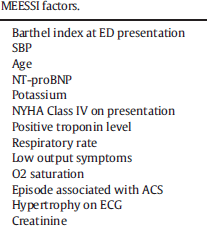 MEESSI factors.
Barthel index at ED presentation
SBP
Age
NT-proBNP
Potassium
NYHA Class IV on presentation
Positive troponin level
Respiratory rate
Low output symptoms
O2 saturation
Episode associated with ACS
Hypertrophy on ECG
Creatinine